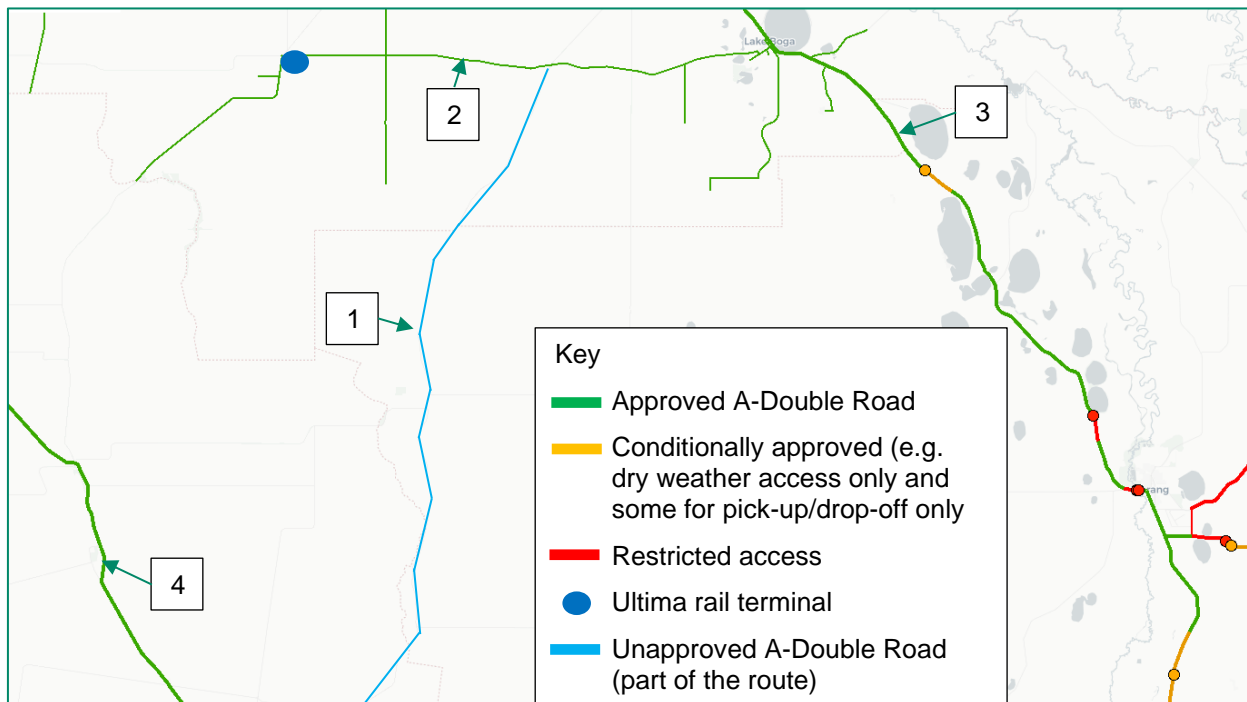 Lake Boga
2
3
1
4
Key
Approved A-Double Road
Conditionally approved (e.g.
dry weather access only and
some for pick-up/drop-off only
Restricted access
Ultima rail terminal
Unapproved A-Double Road
(part of the route)